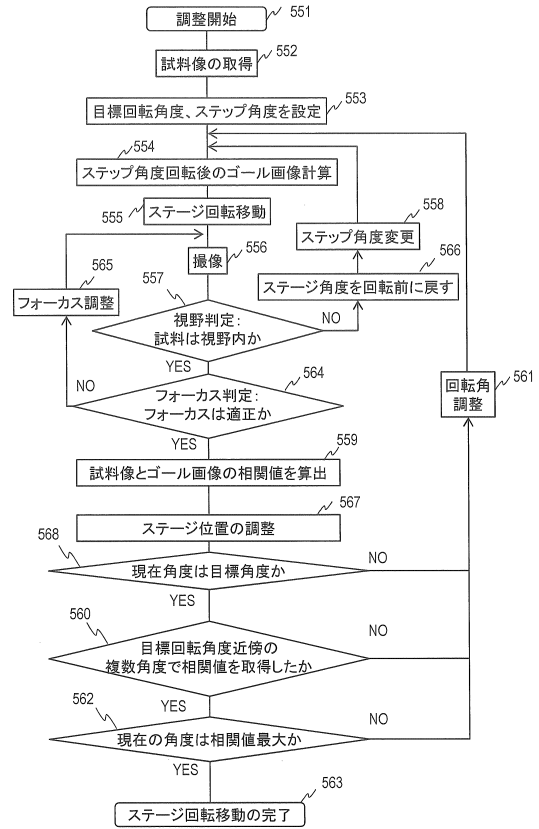 調整開始
551
試料像の取得
552
目標回転角度、ステップ角度を設定
553
554
ステップ角度回転後のゴール画像計算
555
ステージ回転移動
558
ステップ角度変更
556
撮像
566
ステージ角度を回転前に戻す
565
フォーカス調整
557
視野判定:
試料は視野内か
NO
YES
564
NO
フォーカス判定:
フォーカスは適正か
YES
561
回転角
調整
559
試料像とゴール画像の相関値を算出
567
ステージ位置の調整
568
現在角度は目標角度か
NO
YES
560
目標回転角度近傍の
複数角度で相関値を取得したか
NO
YES
562
現在の角度は相関値最大か
NO
YES
563
ステージ回転移動の完了